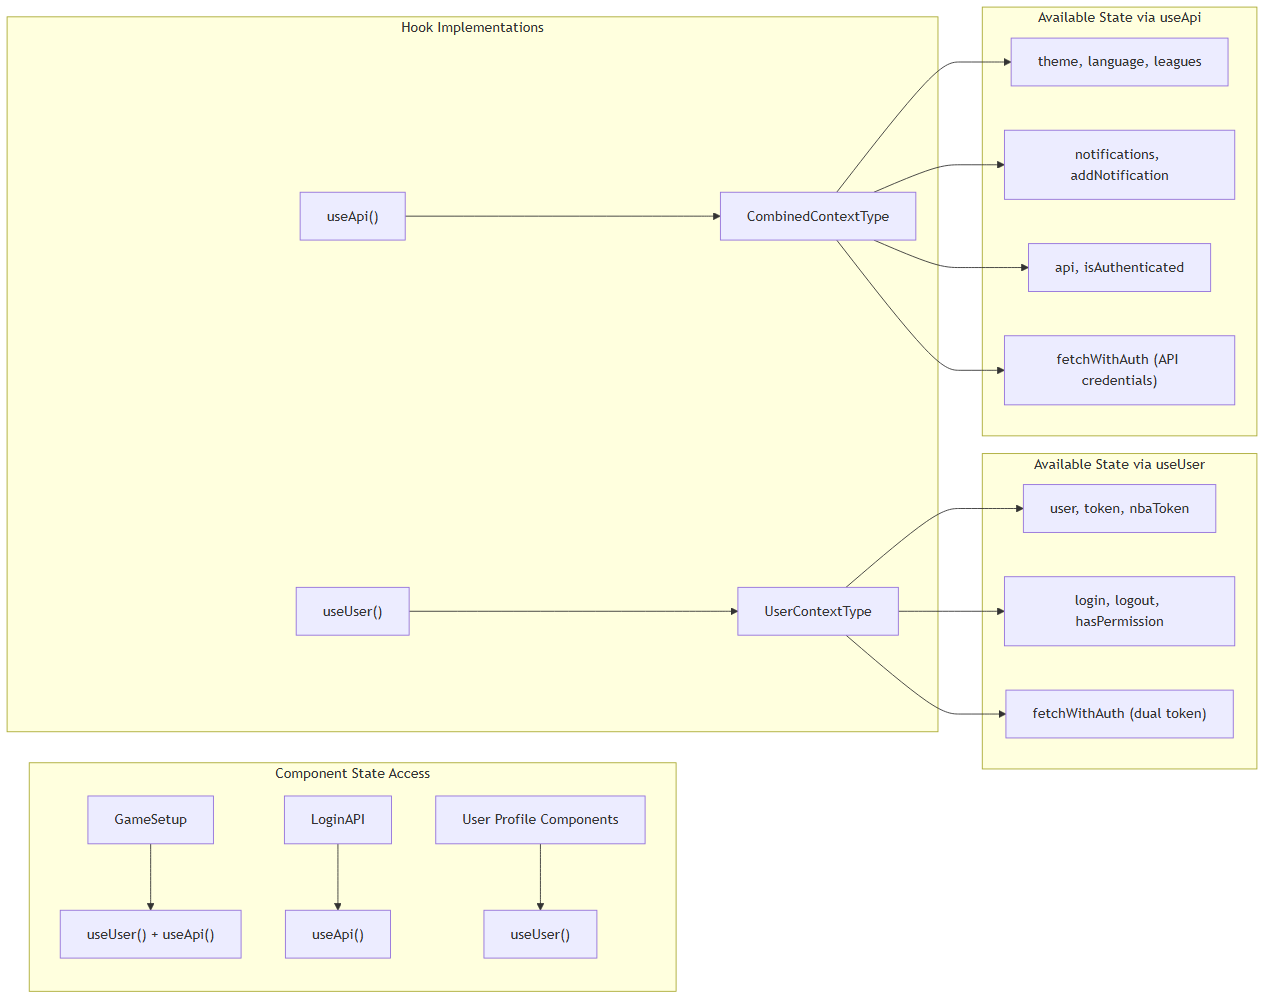 Hook Implementations
useApi()
CombinedContextType
useUser()
UserContextType
Available State via useApi
theme, language, leagues
notifications,
addNotification
api, isAuthenticated
fetchWithAuth (API
credentials)
Available State via useUser
user, token, nbaToken
login, logout,
hasPermission
fetchWithAuth (dual token)
Component State Access
GameSetup
LoginAPI
User Profile Components
useUser() + useApi()
useApi()
useUser()